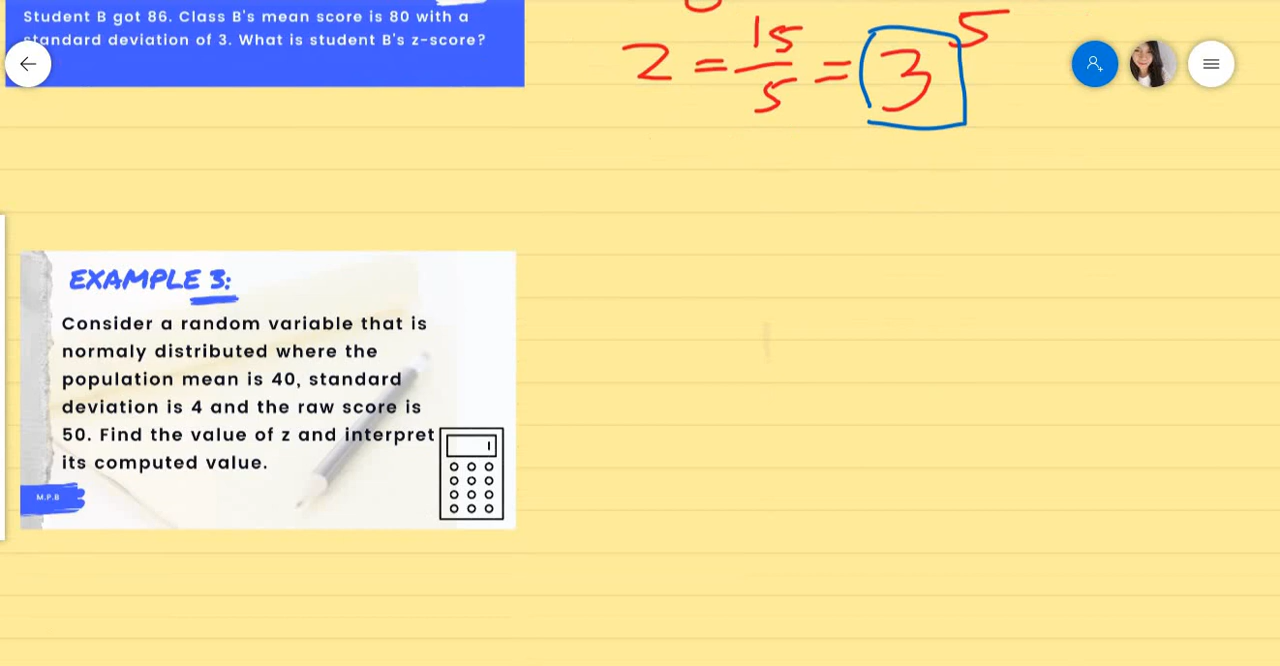 Student B got 86. Class B's mean score is 80 with a
standard deviation of 3. What is student B's z-score?
5
z = 15/5 = 3
EXAMPLE 3:
Consider a random variable that is
normaly distributed where the
population mean is 40, standard
deviation is 4 and the raw score is
50. Find the value of z and interpret
its computed value.
M.P.B
1